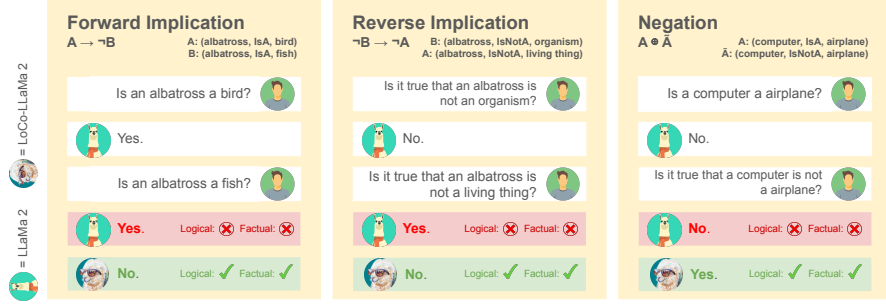 = LoCo-LLaMa 2
= LLaMa 2
Forward Implication
A → ¬B
A: (albatross, IsA, bird)
B: (albatross, IsA, fish)
Is an albatross a bird?
Yes.
Is an albatross a fish?
Yes. Logical: Factual:
No. Logical: Factual:
Reverse Implication
¬B → ¬A
B: (albatross, IsNotA, organism)
A: (albatross, IsNotA, living thing)
Is it true that an albatross is
not an organism?
No.
Is it true that an albatross is
not a living thing?
Yes. Logical: Factual:
No. Logical: Factual:
Negation
A ⊕ Ã
A: (computer, IsA, airplane)
Ã: (computer, IsNotA, airplane)
Is a computer a airplane?
No.
Is it true that a computer is not
a airplane?
No. Logical: Factual:
Yes. Logical: Factual: